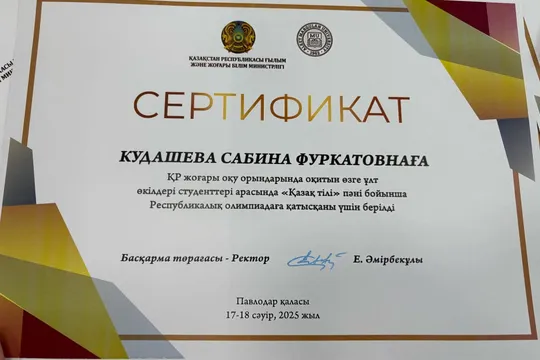 ҚАЗАҚСТАН РЕСПУБЛИКАСЫ ҒЫЛЫМ
ЖӘНЕ ЖОҒАРЫ БІЛІМ МИНИСТРЛІГІ
СЕРТИФИКАТ
КУДАШЕВА САБИНА ФУРКАТОВНАҒА
ҚР жоғары оқу орындарында оқитын өзге ұлт
өкілдері студенттері арасында «Қазақ тілі» пәні бойынша
Республикалық олимпиадаға қатысқаны үшін берілді
Басқарма төрағасы - Ректор
Е. Әмірбекұлы
Павлодар қаласы
17-18 сәуір, 2025 жыл